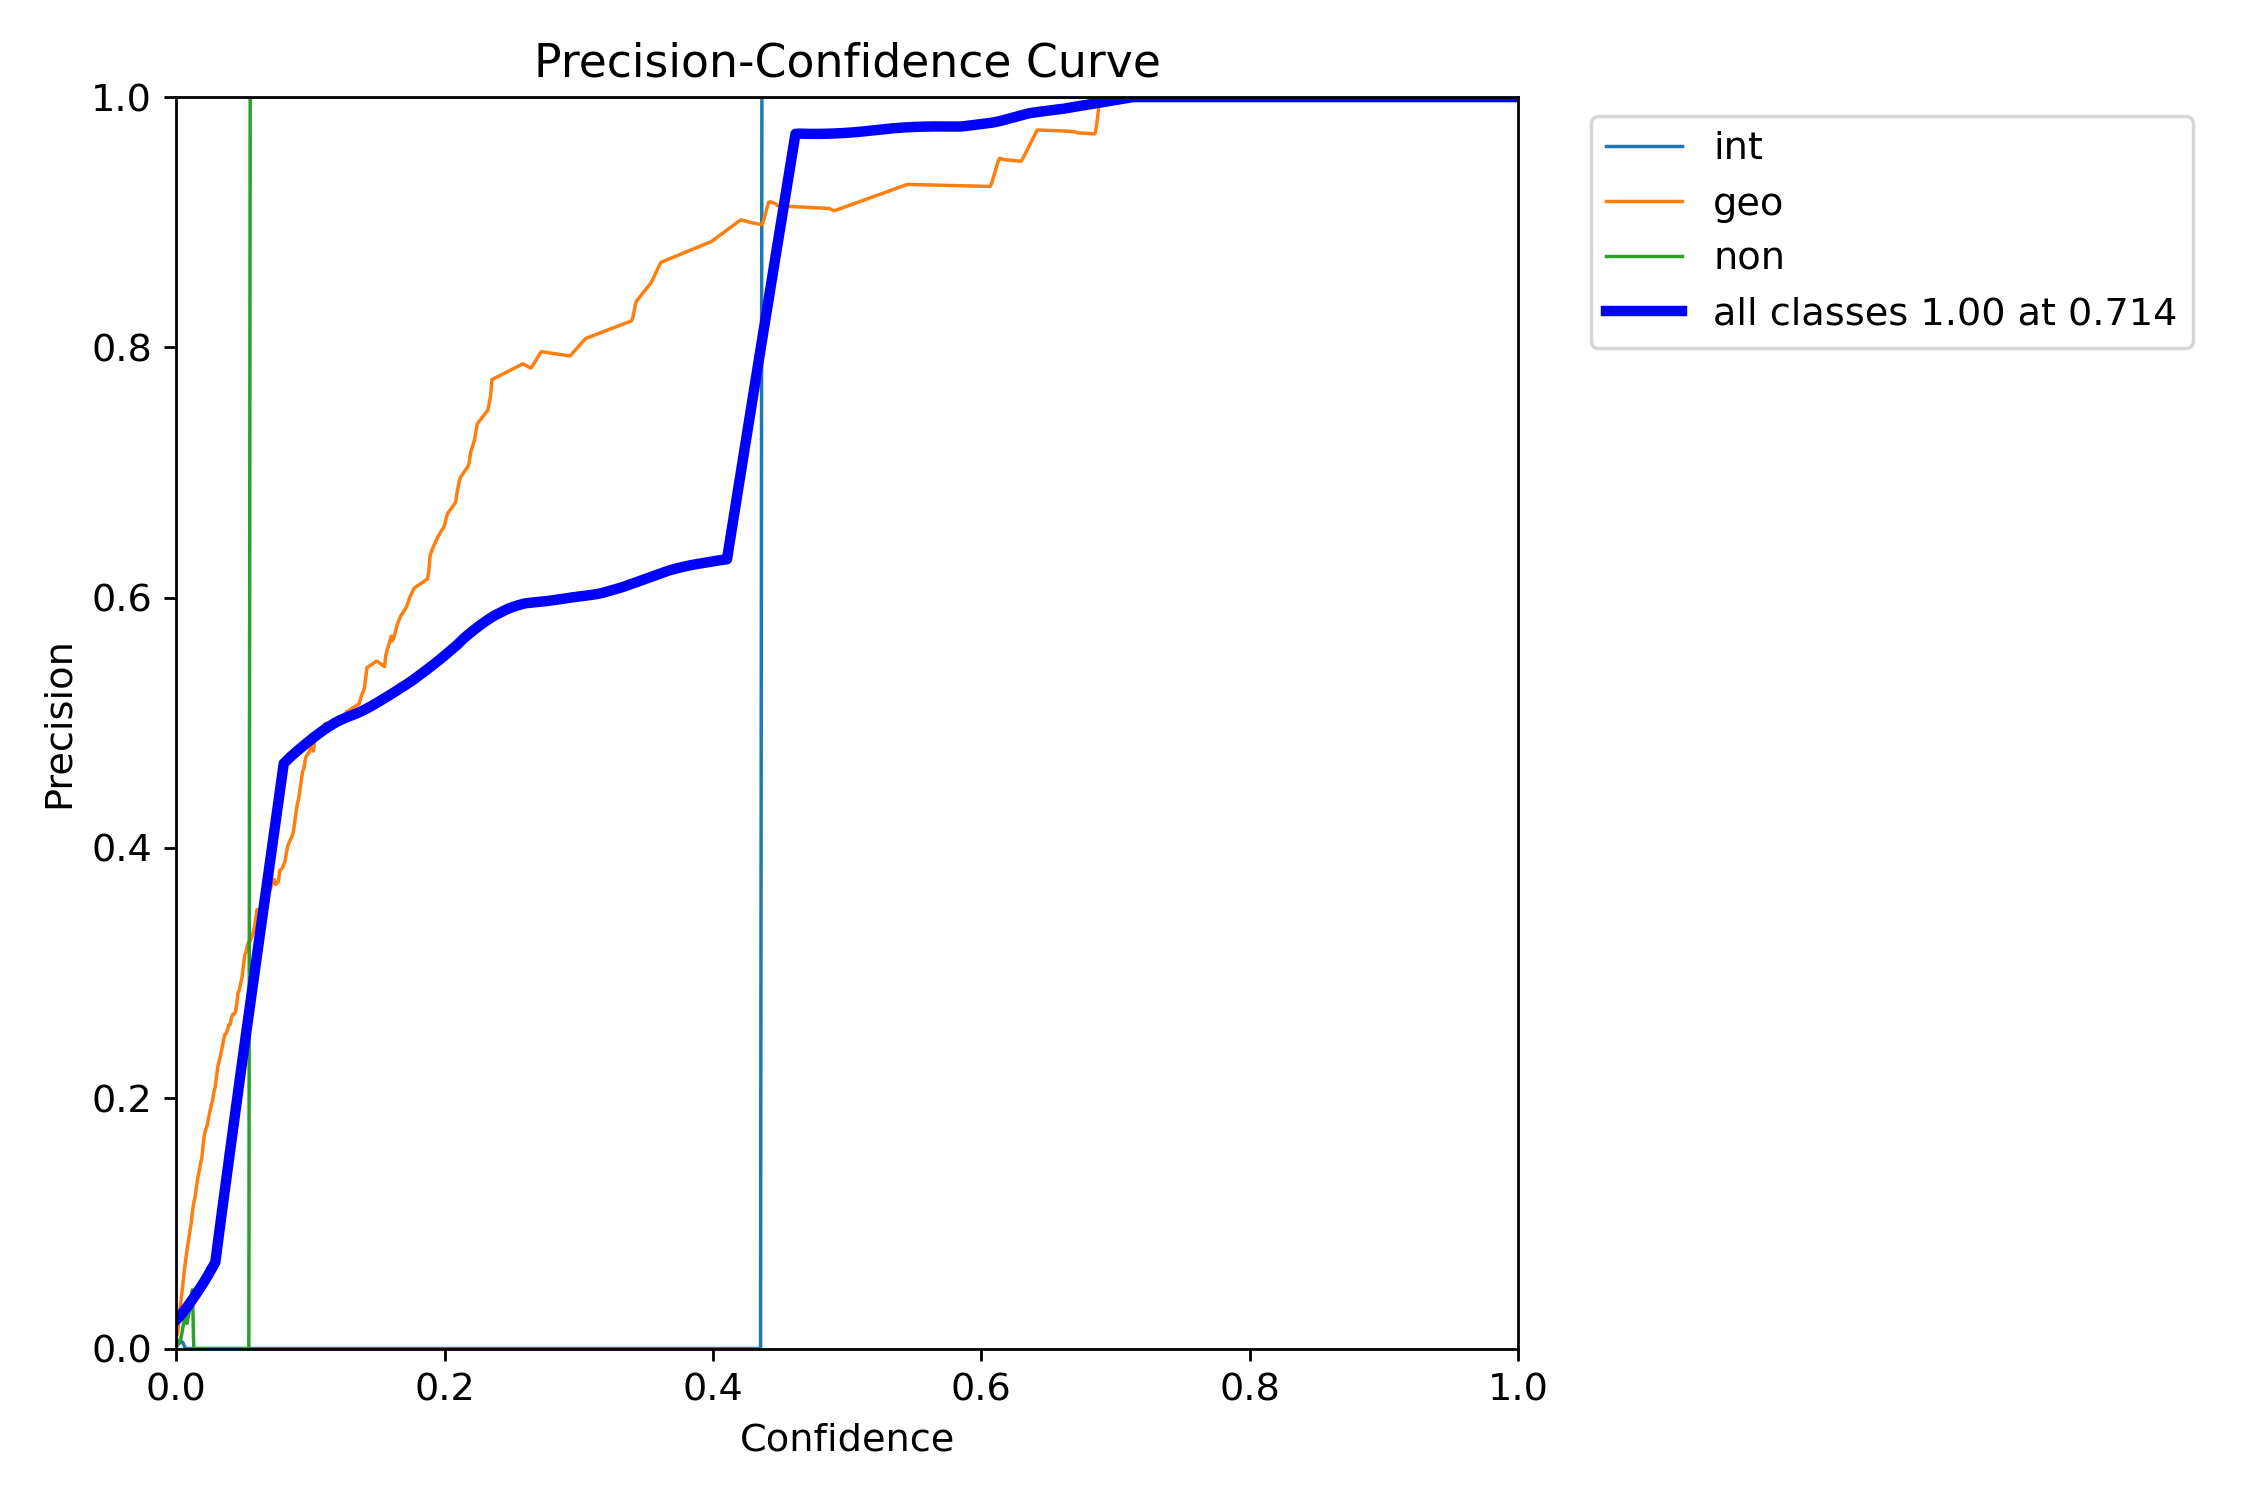 Precision-Confidence Curve
1.0
0.8
0.6
0.4
0.2
0.0
Precision
0.0 0.2 0.4 0.6 0.8 1.0
Confidence
int
geo
non
all classes 1.00 at 0.714